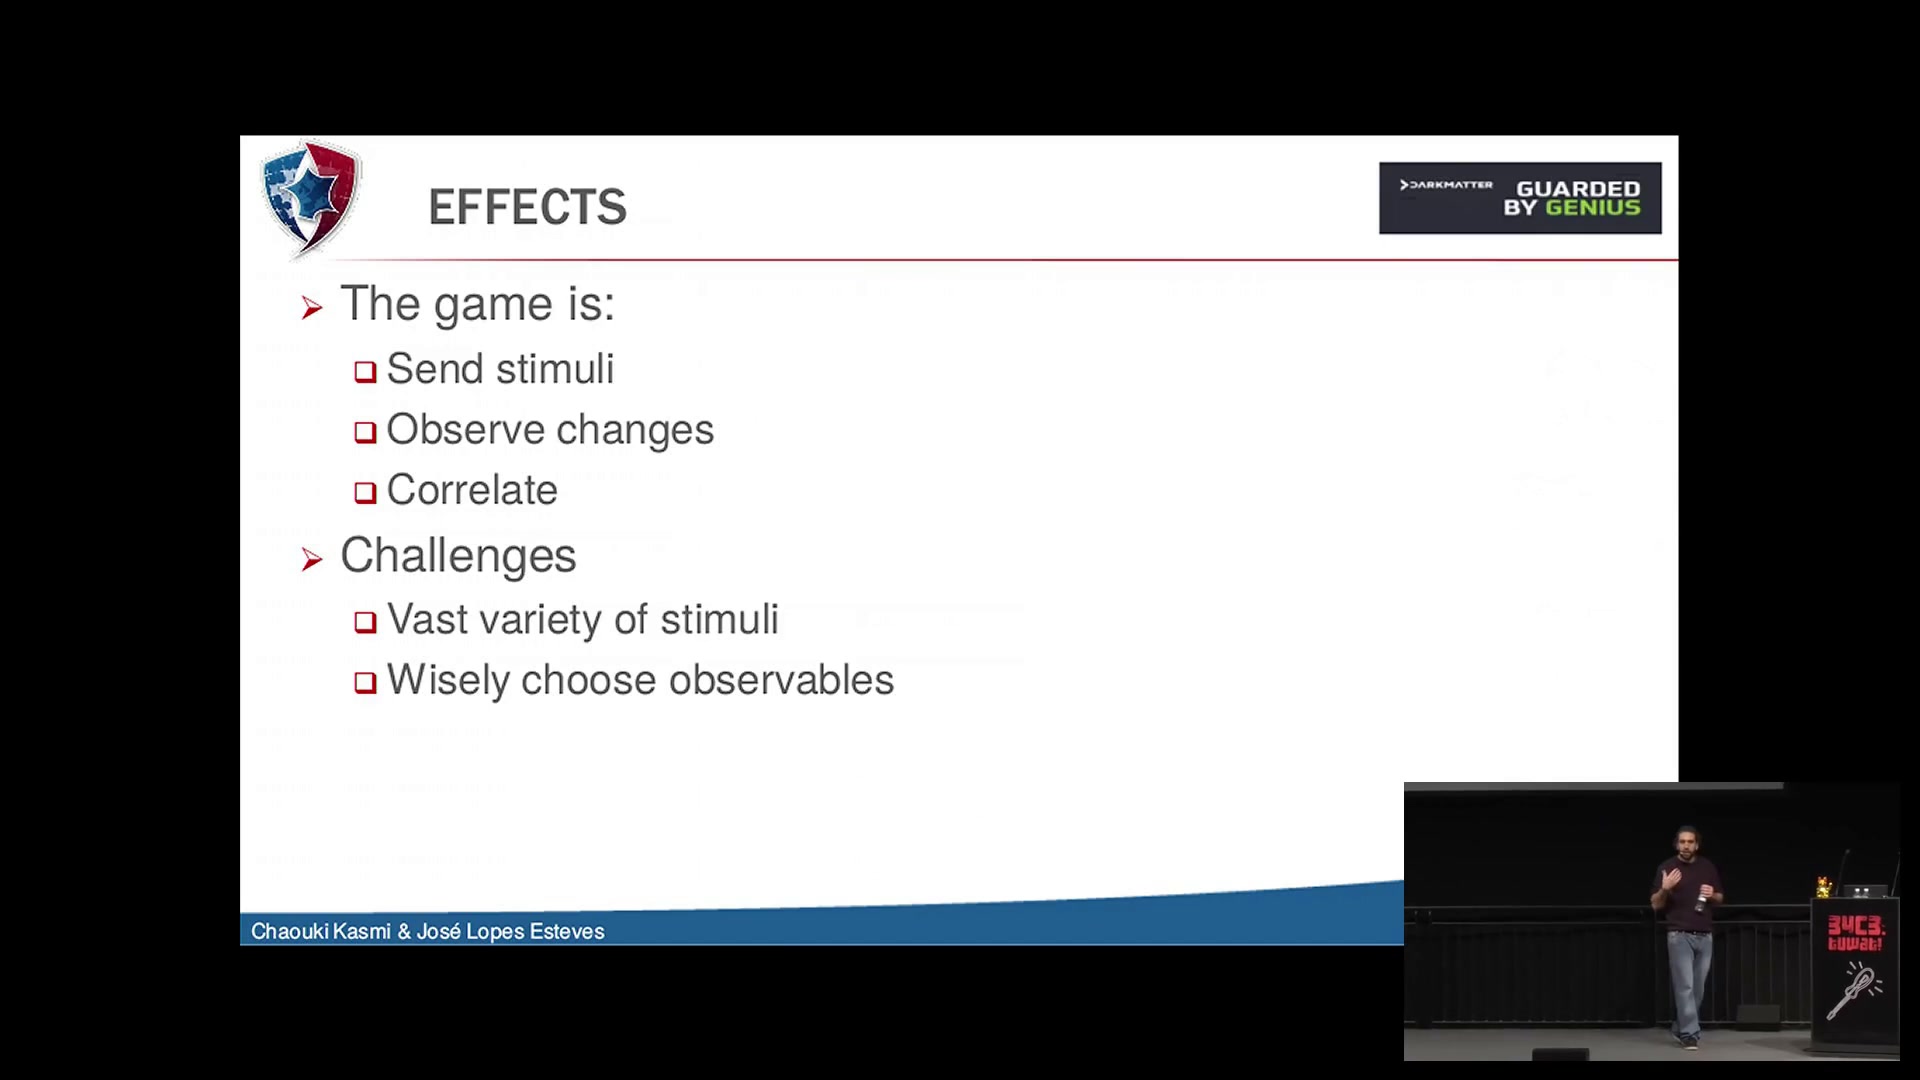 EFFECTS
DARKMATTER
GUARDED
BY GENIUS
The game is:
Send stimuli
Observe changes
Correlate
Challenges
Vast variety of stimuli
Wisely choose observables
Chaouki Kasmi & José Lopes Esteves
34C3.
tuwat!